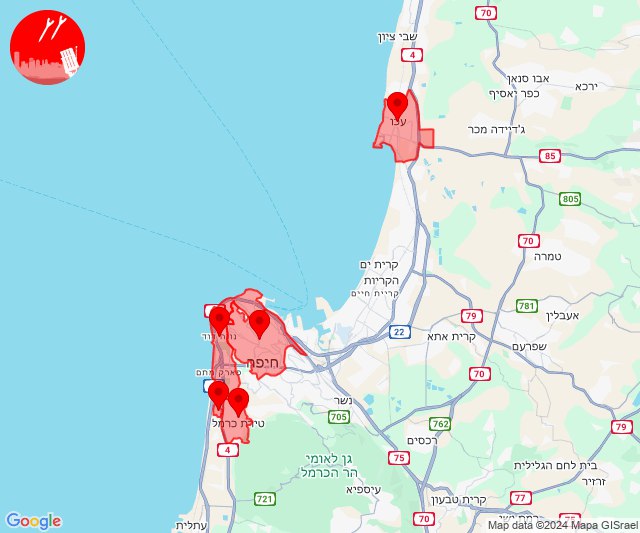 שבי ציון
70
4
אבו סנאן
ירכא
כפר יאסיף
עכו
ג'דיידה מכר
85
805
70
טמרה
קרית ים
הקריות
קריית חיים
781
79
אעבלין
22
קרית אתא
שפרעם
חיפה
פארק מתם
נשר
70
705
762
79
טירת כרמל
רכסים
4
גן לאומי
הר הכרמל
75
בית לחם הגלילית
זרזיר
עיספיא
721
קרית טבעון
77
70
75
עתלית
Google
Map data ©2024 Mapa GISrael